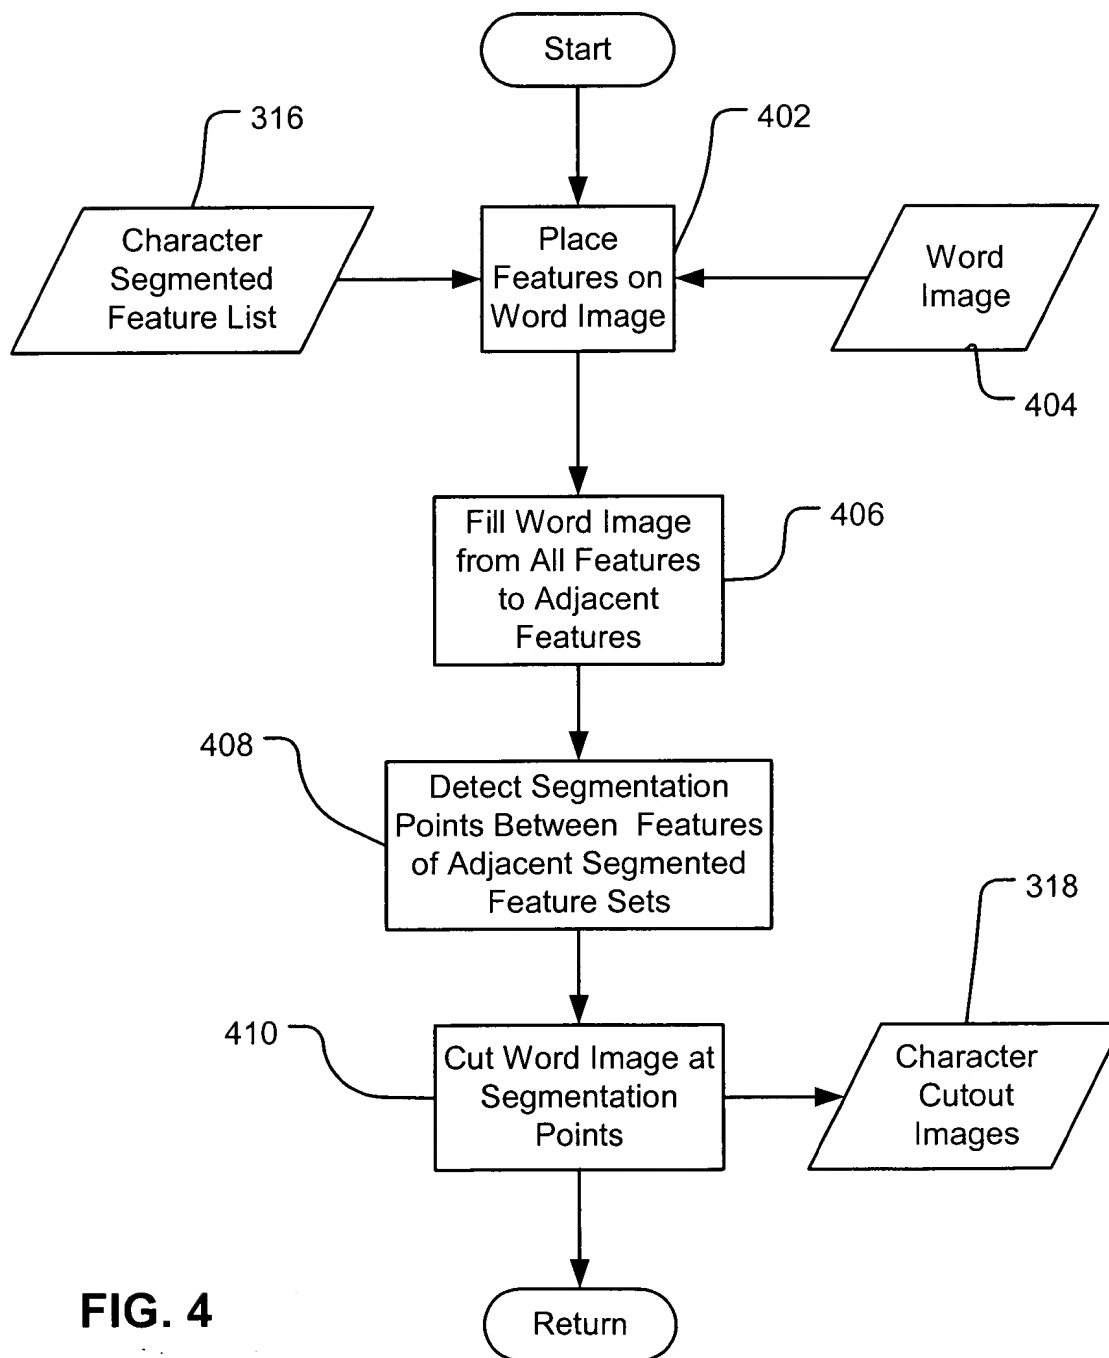 Start
316
402
Character
Segmented
Feature List
Place
Features on
Word Image
Word
Image
404
Fill Word Image
from All Features
to Adjacent
Features
406
408
Detect Segmentation
Points Between Features
of Adjacent Segmented
Feature Sets
318
410
Cut Word Image at
Segmentation
Points
Character
Cutout
Images
Return
FIG. 4